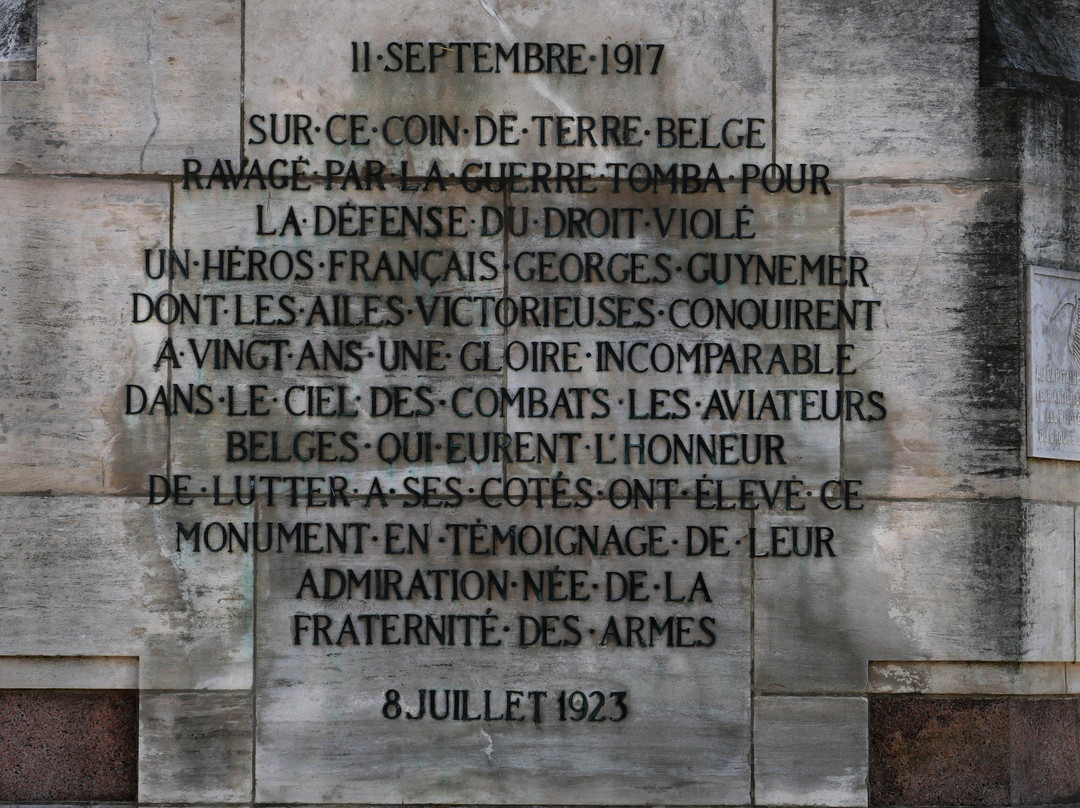 11·SEPTEMBRE·1917
SUR·CE·COIN·DE·TERRE·BELGE
RAVAGÉ·PAR·LA·GUERRE·TOMBA·POUR
LA·DÉFENSE·DU·DROIT·VIOLÉ
UN·HÉROS·FRANÇAIS·GEORGES·GUYNEMER
DONT·LES·AILES·VICTORIEUSES·CONQUIRENT
A·VINGT·ANS·UNE·GLOIRE·INCOMPARABLE
DANS·LE·CIEL·DES·COMBATS·LES·AVIATEURS
BELGES·QUI·EURENT·L'HONNEUR
DE·LUTTER·A·SES·COTÉS·ONT·ÉLEVÉ·CE
MONUMENT·EN·TÉMOIGNAGE·DE·LEUR
ADMIRATION·NÉE·DE·LA
FRATERNITÉ·DES·ARMES
8 JUILLET 1923